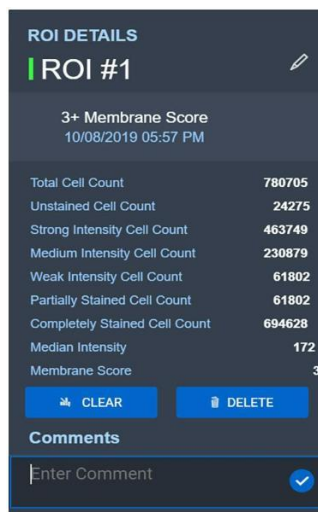 ROI DETAILS
ROI #1
3+ Membrane Score
10/08/2019 05:57 PM
Total Cell Count 780705
Unstained Cell Count 24275
Strong Intensity Cell Count 463749
Medium Intensity Cell Count 230879
Weak Intensity Cell Count 61802
Partially Stained Cell Count 61802
Completely Stained Cell Count 694628
Median Intensity 172
Membrane Score 3
CLEAR DELETE
Comments
Enter Comment